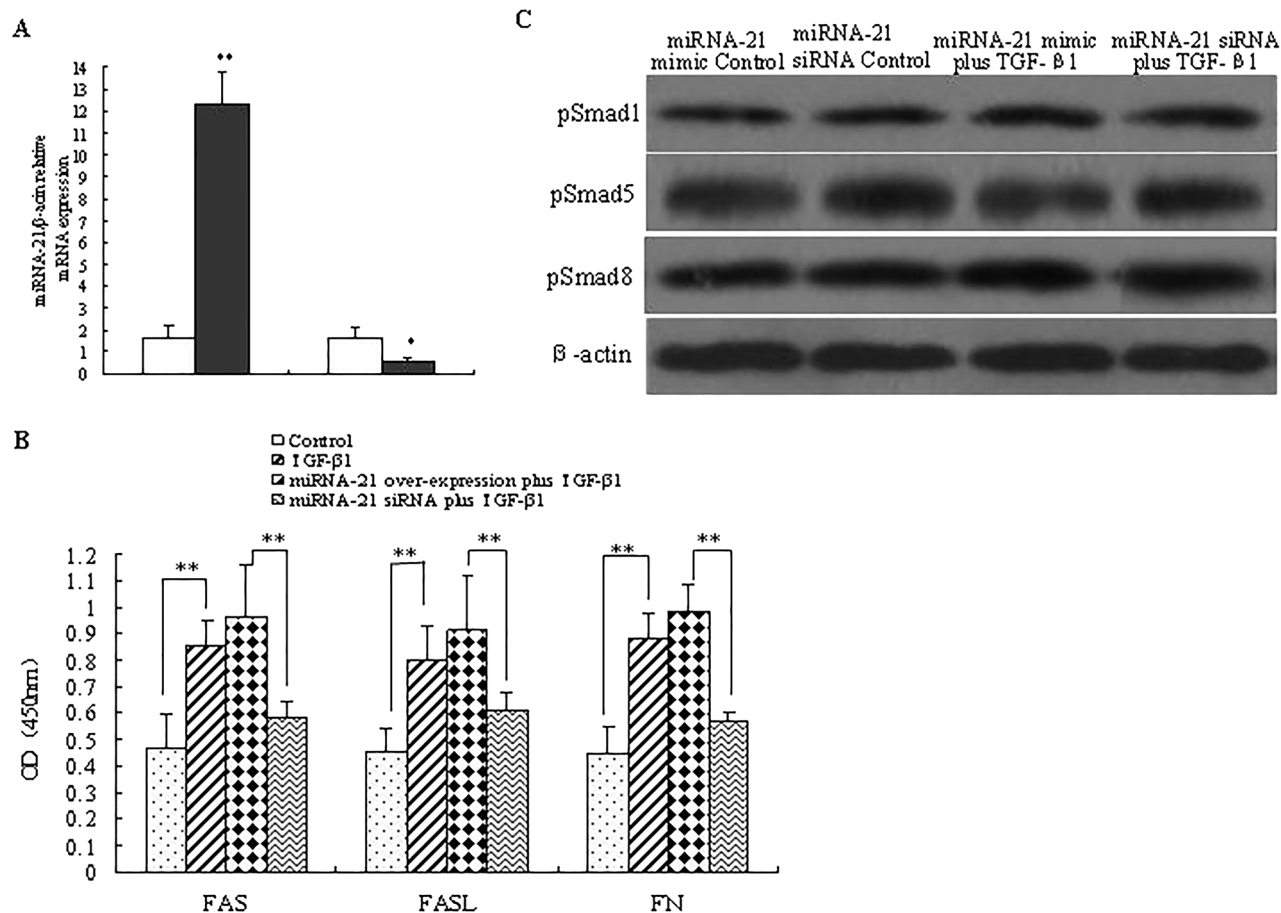 A
miRNA-21/β-acin relative
mRNA expression
14
13
12
11
10
9
8
7
6
5
4
3
2
1
0
C
miRNA-21
mimic Control
miRNA-21
siRNA Control
miRNA-21 mimic
plus TGF-β1
miRNA-21 siRNA
plus TGF-β1
pSmad1
pSmad5
pSmad8
β-actin
B
Control
TGF-β1
miRNA-21 over-expression plus TGF-β1
miRNA-21 siRNA plus TGF-β1
OD (450nm)
1.2
1.1
1
0.9
0.8
0.7
0.6
0.5
0.4
0.3
0.2
0.1
0
** ** ** ** ** **
FAS FASL FN